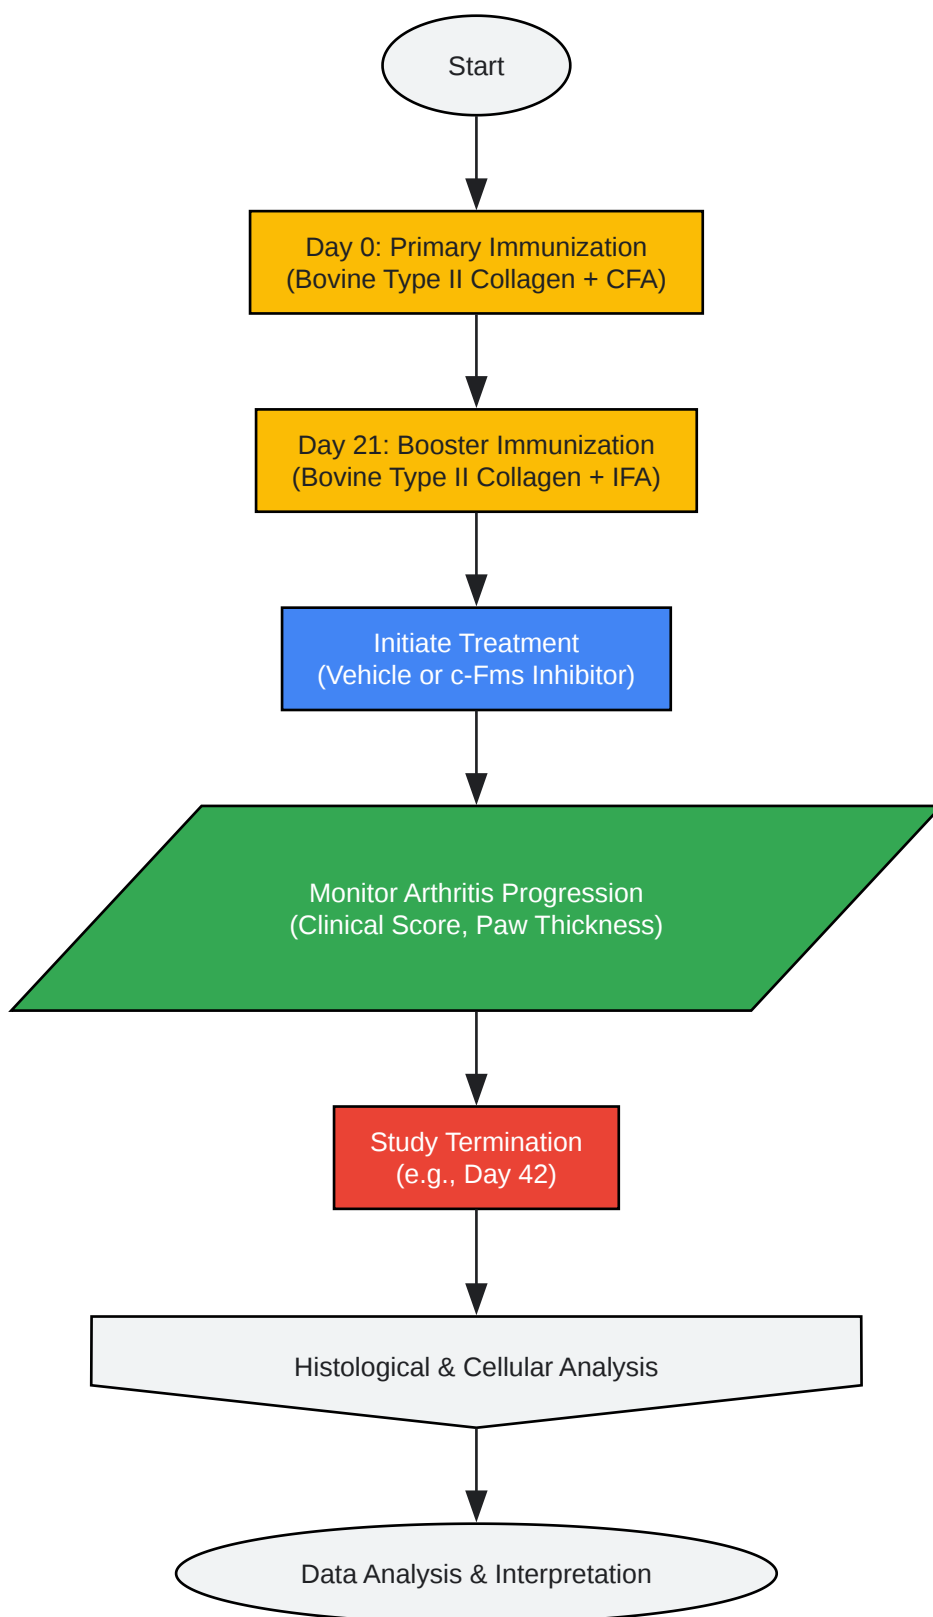 Start
Day 0: Primary Immunization
(Bovine Type II Collagen + CFA)
Day 21: Booster Immunization
(Bovine Type II Collagen + IFA)
Initiate Treatment
(Vehicle or c-Fms Inhibitor)
Monitor Arthritis Progression
(Clinical Score, Paw Thickness)
Study Termination
(e.g., Day 42)
Histological & Cellular Analysis
Data Analysis & Interpretation